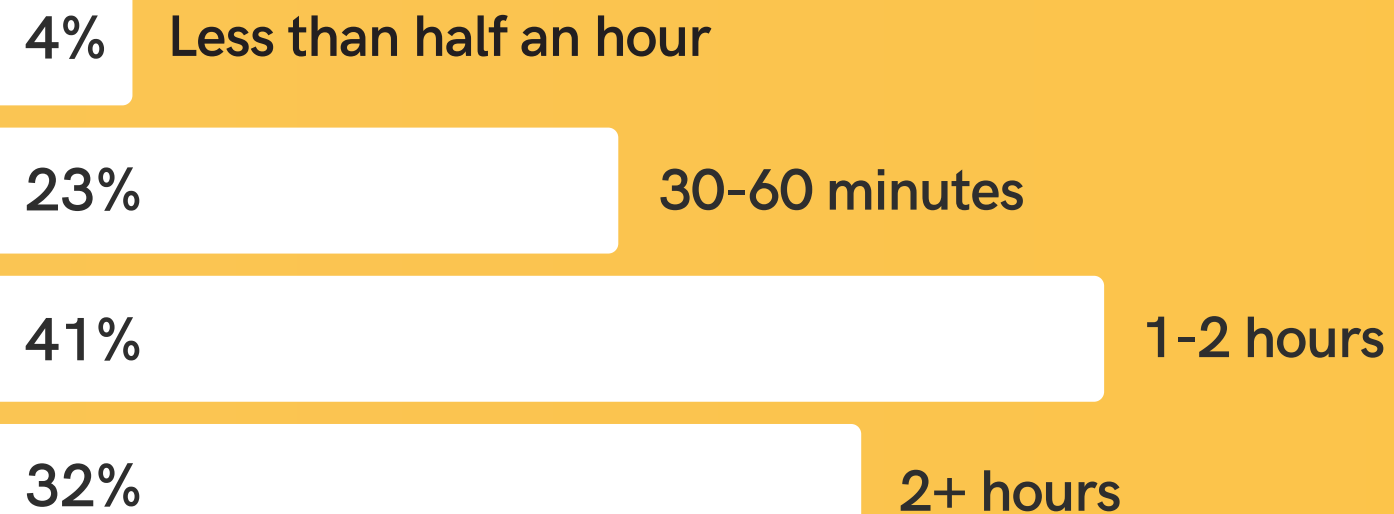 4% Less than half an hour
23% 30-60 minutes
41% 1-2 hours
32% 2+ hours